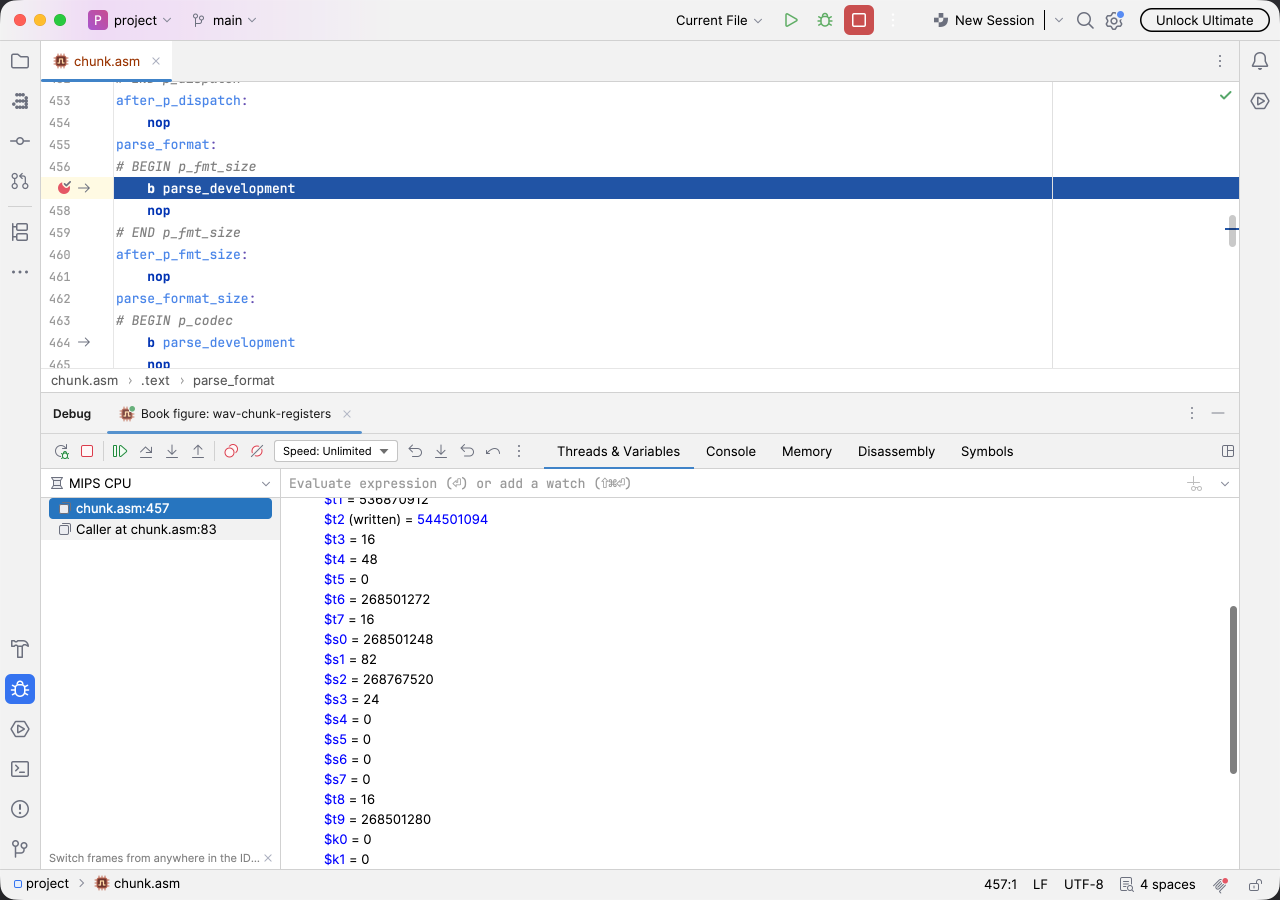 P project main Current File New Session Unlock Ultimate
chunk.asm
# END p_dispatch
453 after_p_dispatch:
454 nop
455 parse_format:
456 # BEGIN p_fmt_size
b parse_development
458 nop
459 # END p_fmt_size
460 after_p_fmt_size:
461 nop
462 parse_format_size:
463 # BEGIN p_codec
464 b parse_development
465 nop
chunk.asm › .text › parse_format
Debug Book figure: wav-chunk-registers
Speed: Unlimited Threads & Variables Console Memory Disassembly Symbols
MIPS CPU Evaluate expression (⏎) or add a watch (⇧⌘⏎)
chunk.asm:457
Caller at chunk.asm:83
$t1 = 536870912
$t2 (written) = 544501094
$t3 = 16
$t4 = 48
$t5 = 0
$t6 = 268501272
$t7 = 16
$s0 = 268501248
$s1 = 82
$s2 = 268767520
$s3 = 24
$s4 = 0
$s5 = 0
$s6 = 0
$s7 = 0
$t8 = 16
$t9 = 268501280
$k0 = 0
$k1 = 0
Switch frames from anywhere in the ID...
project › chunk.asm 457:1 LF UTF-8 4 spaces